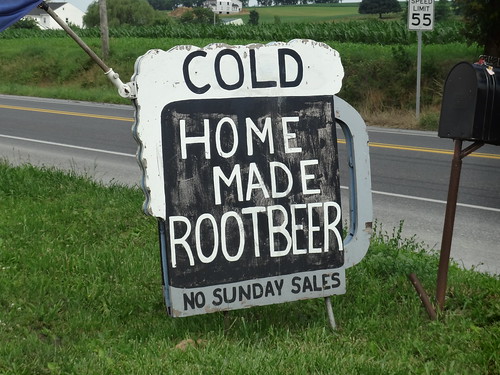 SPEED
LIMIT
55
COLD
HOME
MADE
ROOTBEER
NO SUNDAY SALES